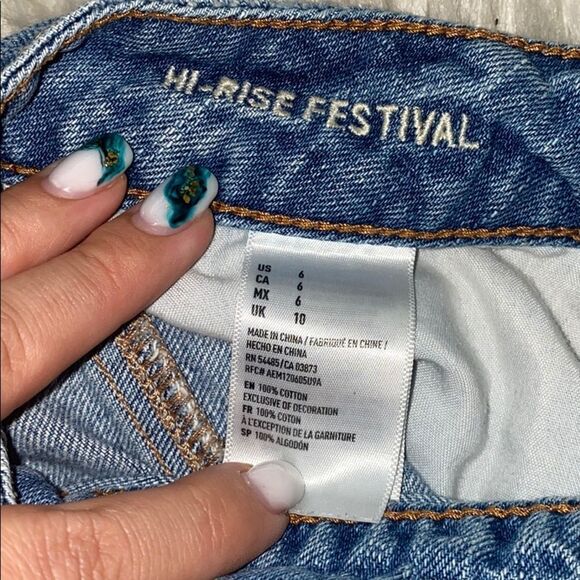 HI-RISE FESTIVAL
US 6
CA 6
MX 6
UK 10
MADE IN CHINA / FABRIQUÉ EN CHINE /
HECHO EN CHINA
RN 54485/CA 03873
RFC# AEM120605U9A
EN 100% COTTON
EXCLUSIVE OF DECORATION
FR 100% COTON
À L'EXCEPTION DE LA GARNITURE
SP 100% ALGODÓN